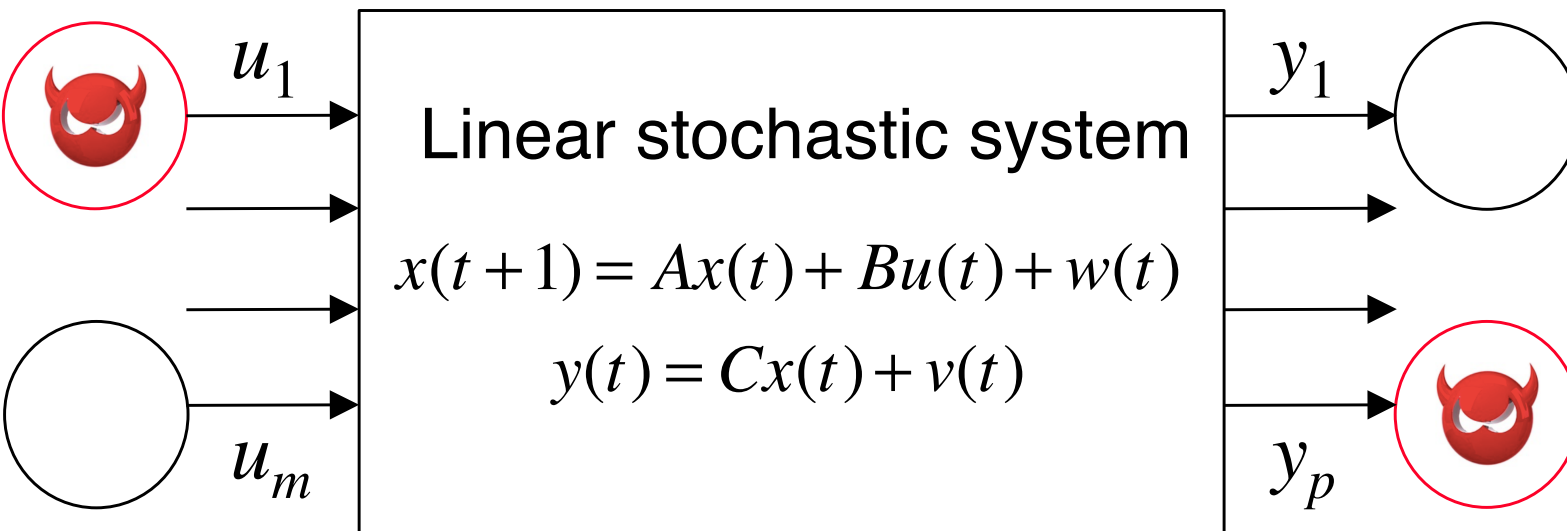 u₁
y₁
Linear stochastic system
x(t+1) = Ax(t) + Bu(t) + w(t)
y(t) = Cx(t) + v(t)
uₘ
yₚ